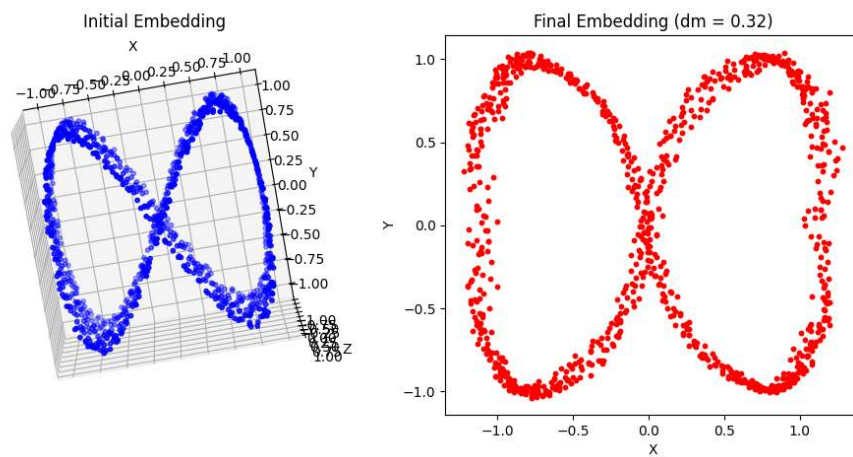 Initial Embedding
X
−1.00 −0.75 −0.50 −0.25 0.00 0.25 0.50 0.75 1.00
1.00
0.75
0.50
0.25
0.00
Y
−0.25
−0.50
−0.75
−1.00
Z
1.00
Final Embedding (dm = 0.32)
1.0
0.5
0.0
−0.5
−1.0
Y
−1.0 −0.5 0.0 0.5 1.0
X